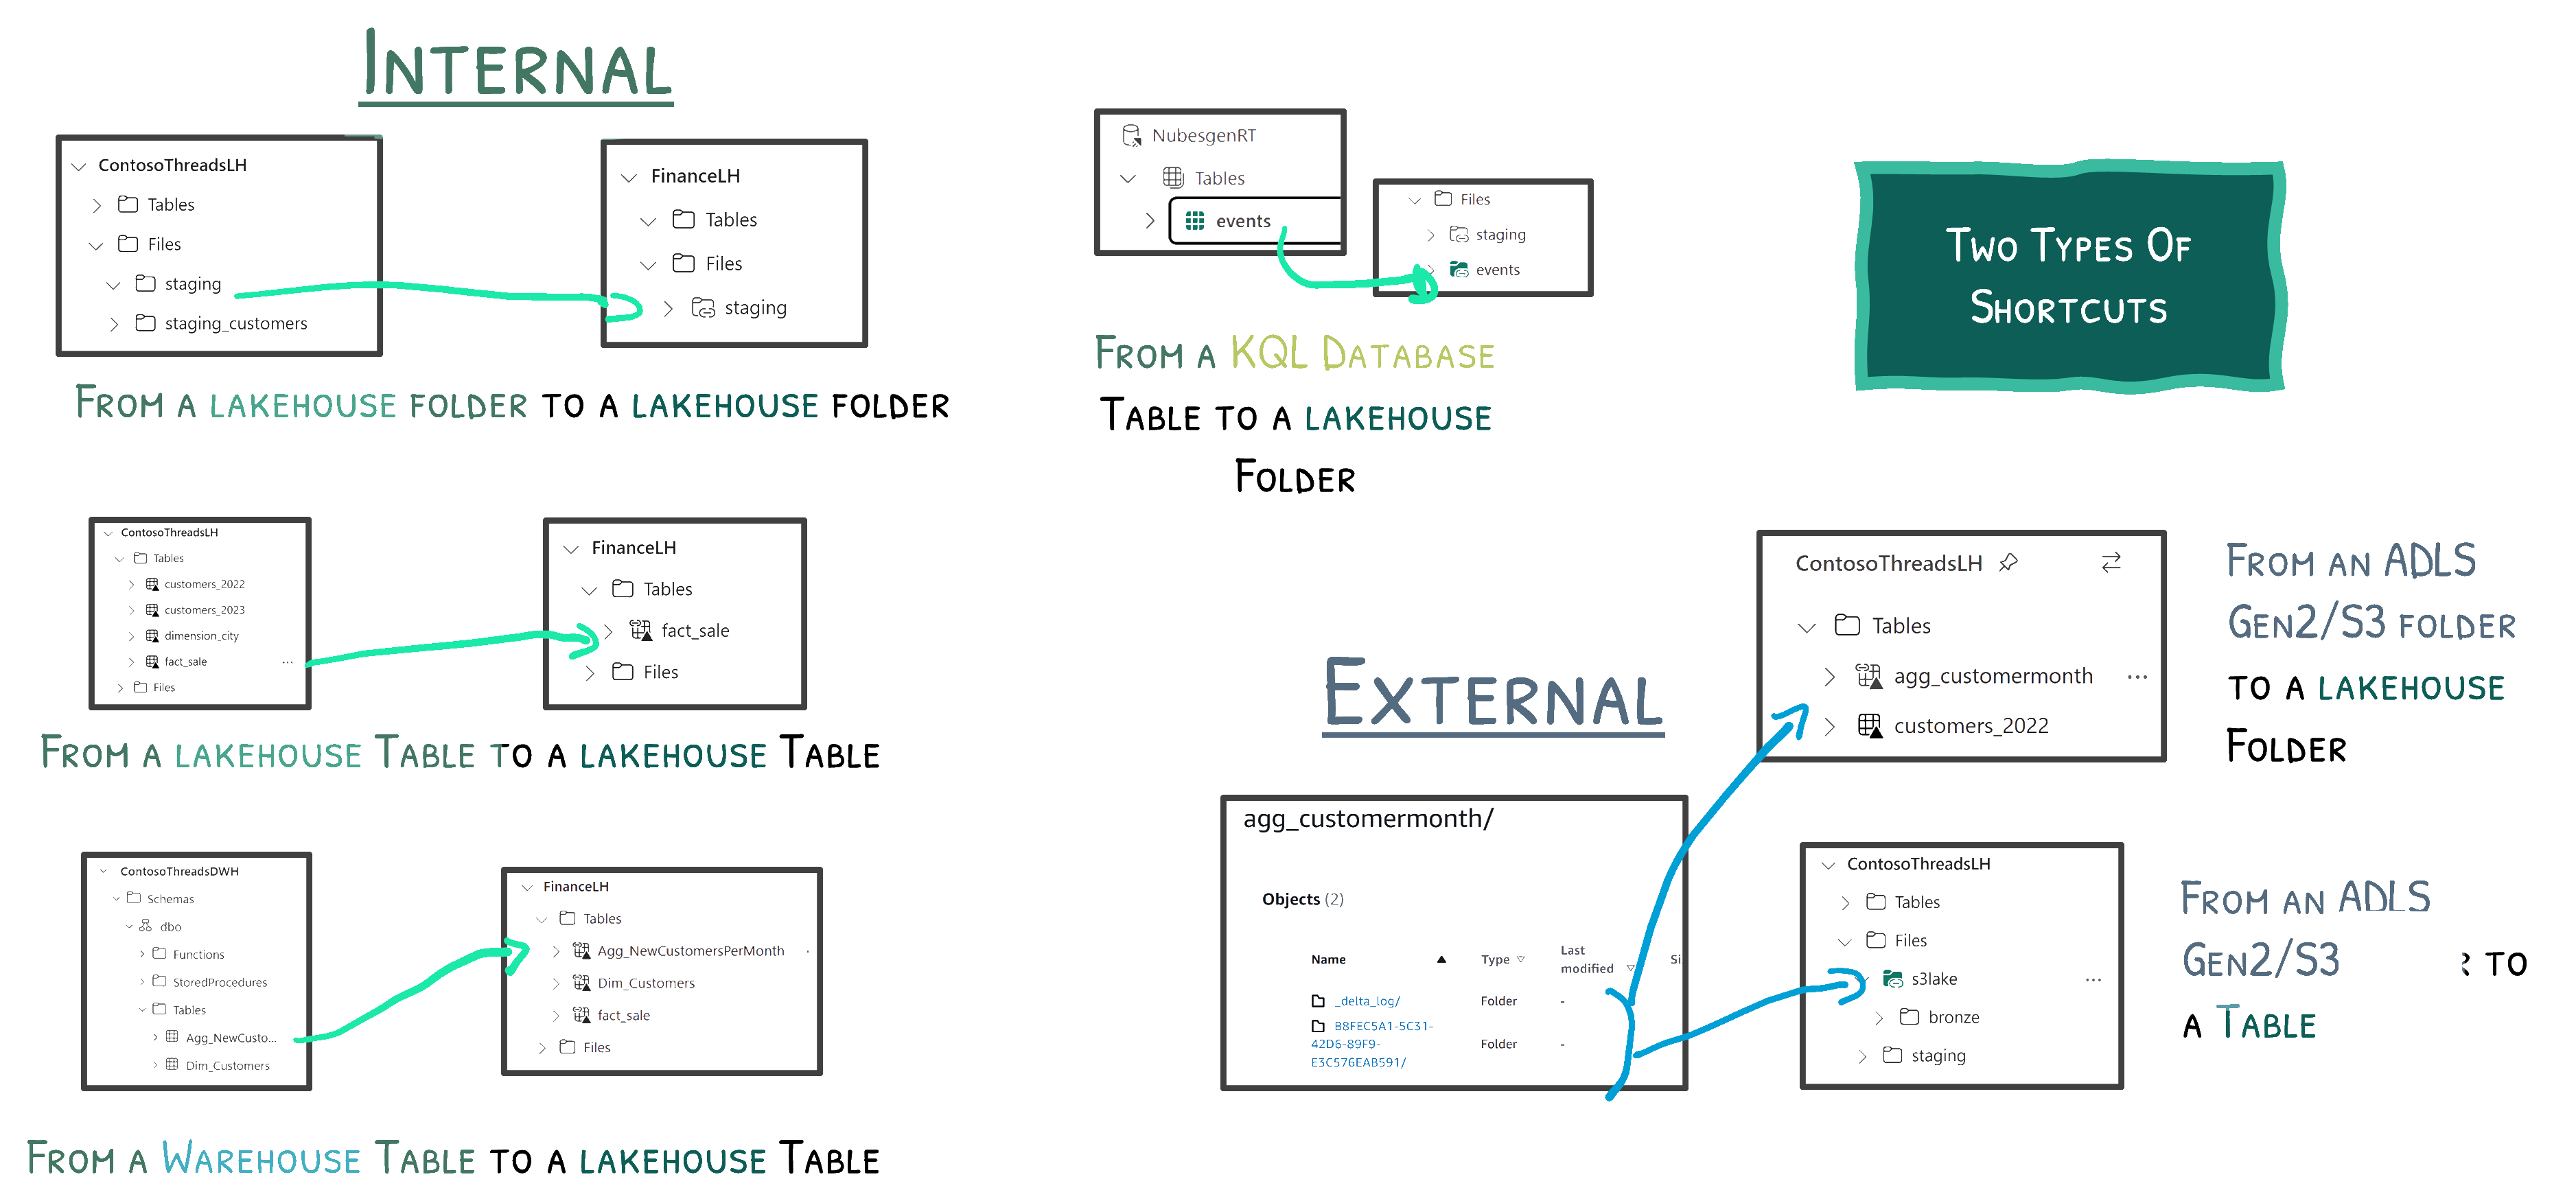 Internal
ContosoThreadsLH
Tables
Files
staging
staging_customers
FinanceLH
Tables
Files
staging
From a lakehouse folder to a lakehouse folder
ContosoThreadsLH
Tables
customers_2022
customers_2023
dimension_city
fact_sale ...
Files
FinanceLH
Tables
fact_sale
Files
From a lakehouse Table to a lakehouse Table
ContosoThreadsDWH
Schemas
dbo
Functions
StoredProcedures
Tables
Agg_NewCusto...
Dim_Customers
FinanceLH
Tables
Agg_NewCustomersPerMonth
Dim_Customers
fact_sale
Files
From a Warehouse Table to a lakehouse Table
NubesgenRT
Tables
events
Files
staging
events
From a KQL Database
Table to a lakehouse
Folder
Two Types Of
Shortcuts
External
agg_customermonth/
Objects (2)
Name Type Last modified Si
_delta_log/ Folder -
B8FEC5A1-5C31-
42D6-89F9- Folder -
E3C576EAB591/
ContosoThreadsLH
Tables
agg_customermonth ...
customers_2022
From an ADLS
Gen2/S3 folder
to a lakehouse
Folder
ContosoThreadsLH
Tables
Files
s3lake ...
bronze
staging
From an ADLS
Gen2/S3 to
a Table